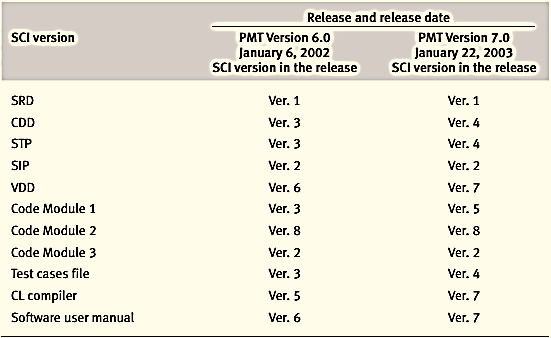 Release and release date
SCI version PMT Version 6.0 PMT Version 7.0
January 6, 2002 January 22, 2003
SCI version in the release SCI version in the release
SRD Ver. 1 Ver. 1
CDD Ver. 3 Ver. 4
STP Ver. 3 Ver. 4
SIP Ver. 2 Ver. 2
VDD Ver. 6 Ver. 7
Code Module 1 Ver. 3 Ver. 5
Code Module 2 Ver. 8 Ver. 8
Code Module 3 Ver. 2 Ver. 2
Test cases file Ver. 3 Ver. 4
CL compiler Ver. 5 Ver. 7
Software user manual Ver. 6 Ver. 7